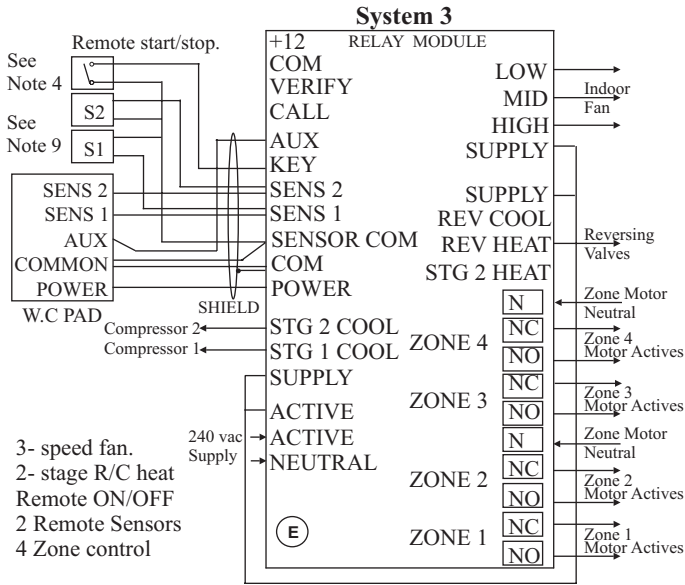 System 3
Remote start/stop.
See
Note 4
S2
See
Note 9
S1
SENS 2
SENS 1
AUX
COMMON
POWER
W.C PAD
SHIELD
Compressor 2
Compressor 1
240 vac
Supply
3- speed fan.
2- stage R/C heat
Remote ON/OFF
2 Remote Sensors
4 Zone control
+12
RELAY MODULE
COM
VERIFY
CALL
AUX
KEY
SENS 2
SENS 1
SENSOR COM
COM
POWER
STG 2 COOL
STG 1 COOL
SUPPLY
ACTIVE
ACTIVE
NEUTRAL
E
LOW
MID
HIGH
SUPPLY
SUPPLY
REV COOL
REV HEAT
STG 2 HEAT
N
ZONE 4
NC
NO
ZONE 3
NC
NO
N
ZONE 2
NC
NO
ZONE 1
NC
NO
Indoor
Fan
Reversing
Valves
Zone Motor
Neutral
Zone 4
Motor Actives
Zone 3
Motor Actives
Zone Motor
Neutral
Zone 2
Motor Actives
Zone 1
Motor Actives